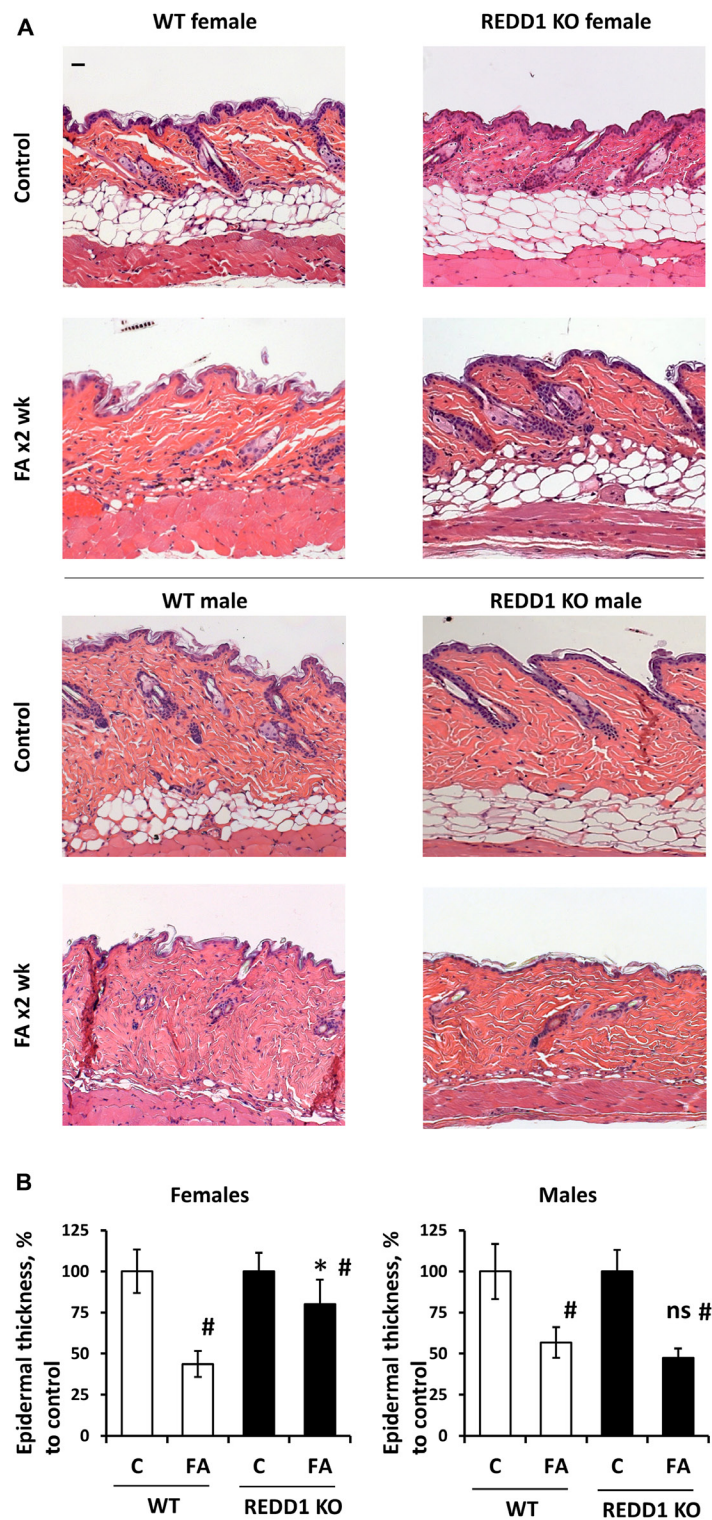 A
WT female
REDD1 KO female
Control
FA x2 wk
WT male
REDD1 KO male
Control
FA x2 wk
B
Females
Males
Epidermal thickness, %
to control
125
100
75
50
25
0
#
* #
C
FA
C
FA
WT
REDD1 KO
Epidermal thickness, %
to control
125
100
75
50
25
0
#
ns #
C
FA
C
FA
WT
REDD1 KO